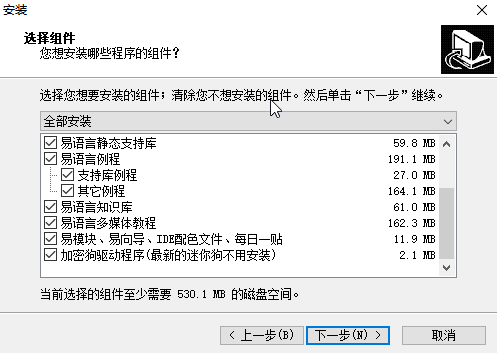 安装
选择组件
您想安装哪些程序的组件？
选择您想要安装的组件；清除您不想安装的组件。然后单击“下一步”继续。
全部安装
易语言静态支持库 59.8 MB
易语言例程 191.1 MB
支持库例程 27.0 MB
其它例程 164.1 MB
易语言知识库 61.0 MB
易语言多媒体教程 162.3 MB
易模块、易向导、IDE配色文件、每日一贴 11.9 MB
加密狗驱动程序(最新的迷你狗不用安装) 2.1 MB
当前选择的组件至少需要 530.1 MB 的磁盘空间。
< 上一步(B) 下一步(N) > 取消